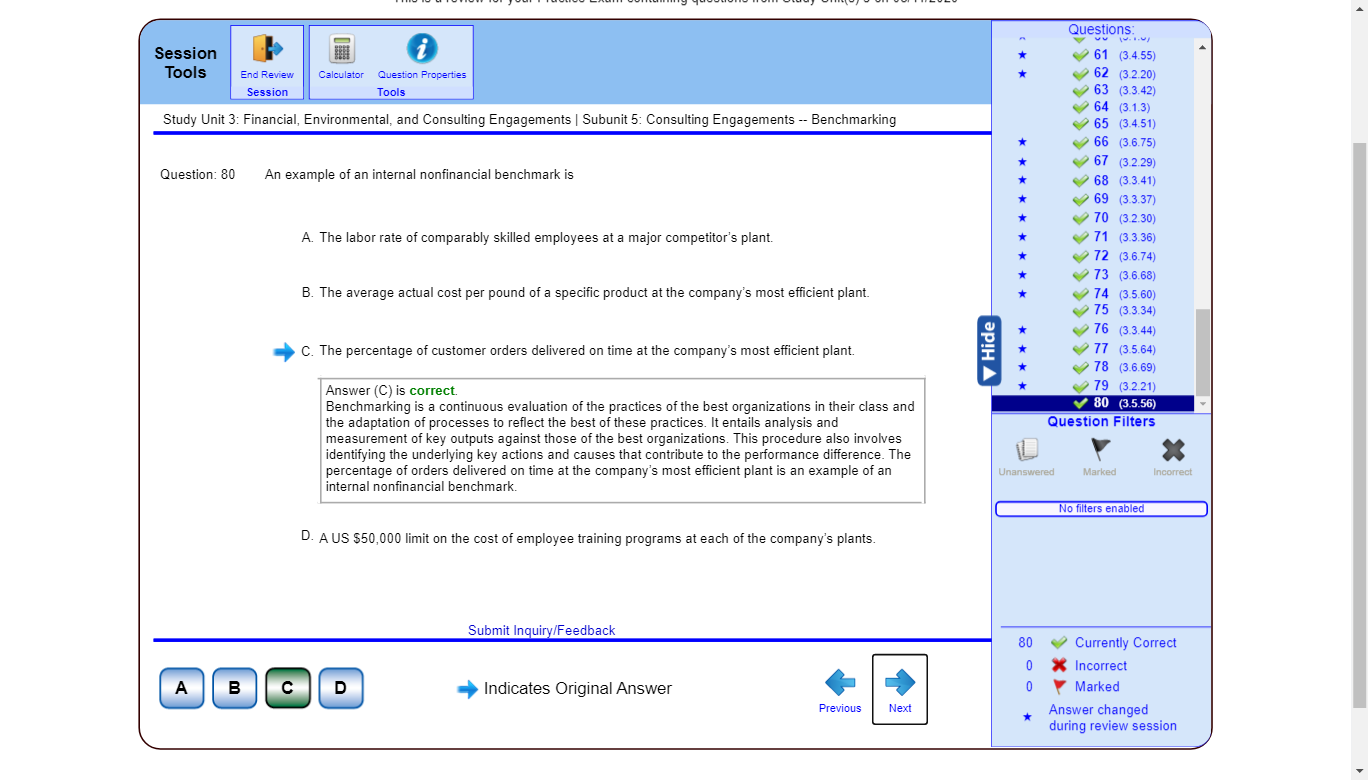 This is a review for your Practice Exam containing questions from Study Unit(s) 3 on
Session
Tools
End Review
Session
Calculator
Question Properties
Tools
Study Unit 3: Financial, Environmental, and Consulting Engagements | Subunit 5: Consulting Engagements -- Benchmarking
Question: 80 An example of an internal nonfinancial benchmark is
A. The labor rate of comparably skilled employees at a major competitor's plant.
B. The average actual cost per pound of a specific product at the company's most efficient plant.
C. The percentage of customer orders delivered on time at the company's most efficient plant.
Answer (C) is correct.
Benchmarking is a continuous evaluation of the practices of the best organizations in their class and
the adaptation of processes to reflect the best of these practices. It entails analysis and
measurement of key outputs against those of the best organizations. This procedure also involves
identifying the underlying key actions and causes that contribute to the performance difference. The
percentage of orders delivered on time at the company's most efficient plant is an example of an
internal nonfinancial benchmark.
D. A US $50,000 limit on the cost of employee training programs at each of the company's plants.
Submit Inquiry/Feedback
A B C D
Indicates Original Answer
Previous
Next
Hide
Questions:
61 (3.4.55)
62 (3.2.20)
63 (3.3.42)
64 (3.1.3)
65 (3.4.51)
66 (3.6.75)
67 (3.2.29)
68 (3.3.41)
69 (3.3.37)
70 (3.2.30)
71 (3.3.36)
72 (3.6.74)
73 (3.6.68)
74 (3.5.60)
75 (3.3.34)
76 (3.3.44)
77 (3.5.64)
78 (3.6.69)
79 (3.2.21)
80 (3.5.56)
Question Filters
Unanswered
Marked
Incorrect
No filters enabled
80 Currently Correct
0 Incorrect
0 Marked
Answer changed
during review session